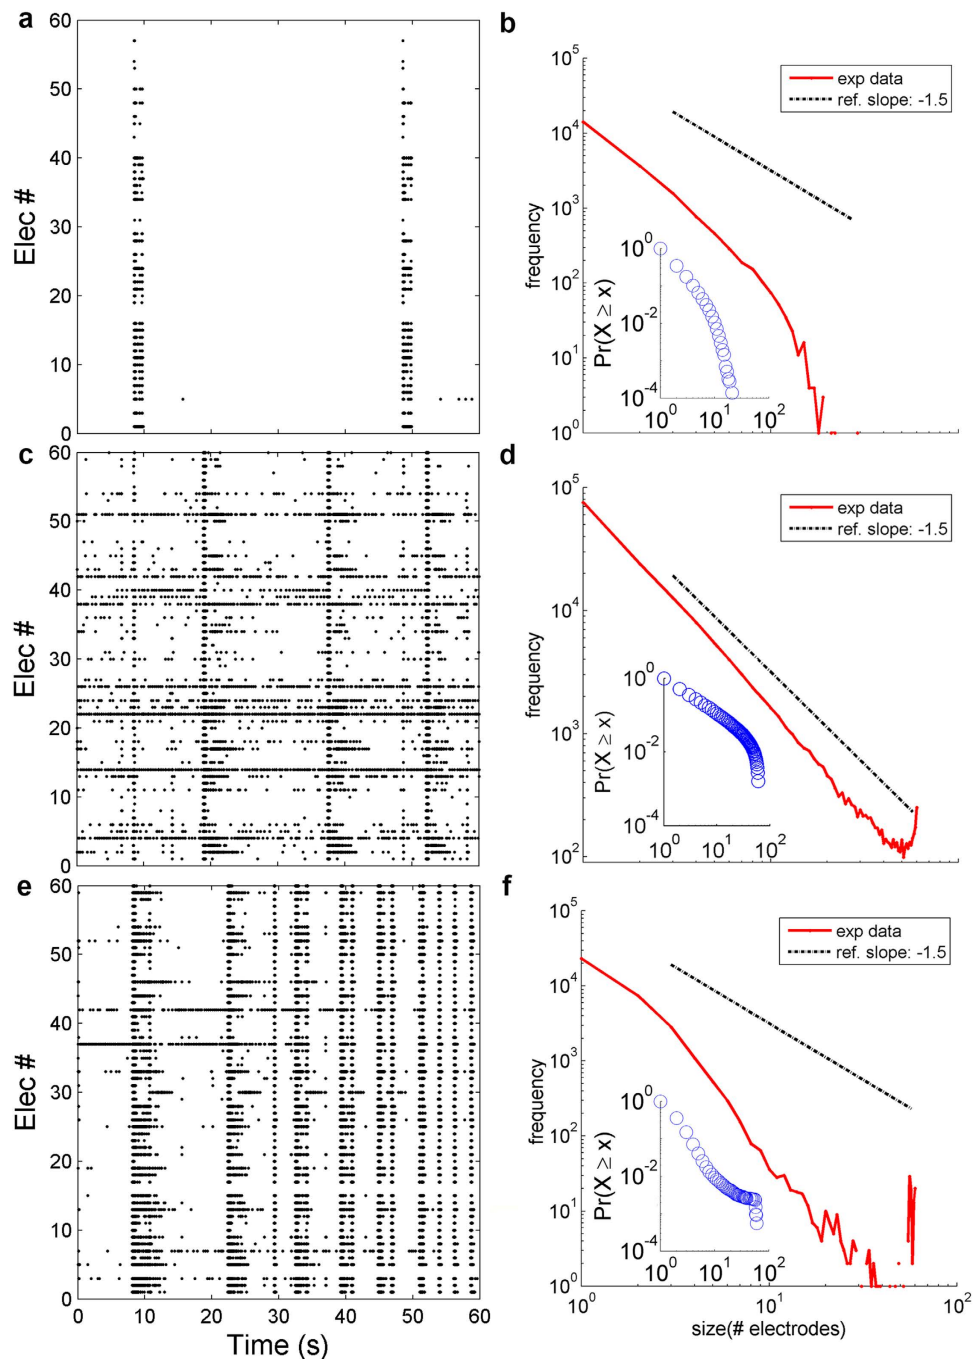 a
60
50
40
30
20
10
0
Elec #
b
10^5
10^4
10^3
10^2
10^1
10^0
frequency
exp data
ref. slope: -1.5
10^0
10^-2
10^-4
Pr(X ≥ x)
10^0 10^1 10^2
c
60
50
40
30
20
10
0
Elec #
d
10^5
10^4
10^3
10^2
frequency
exp data
ref. slope: -1.5
10^0
10^-2
10^-4
Pr(X ≥ x)
10^0 10^1 10^2
e
60
50
40
30
20
10
0
Elec #
0 10 20 30 40 50 60
Time (s)
f
10^5
10^4
10^3
10^2
10^1
10^0
frequency
exp data
ref. slope: -1.5
10^0
10^-2
10^-4
Pr(X ≥ x)
10^0 10^1 10^2
10^0 10^1 10^2
size(# electrodes)